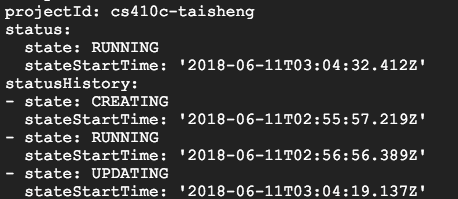 projectId: cs410c-taisheng
status:
  state: RUNNING
  stateStartTime: '2018-06-11T03:04:32.412Z'
statusHistory:
- state: CREATING
  stateStartTime: '2018-06-11T02:55:57.219Z'
- state: RUNNING
  stateStartTime: '2018-06-11T02:56:56.389Z'
- state: UPDATING
  stateStartTime: '2018-06-11T03:04:19.137Z'